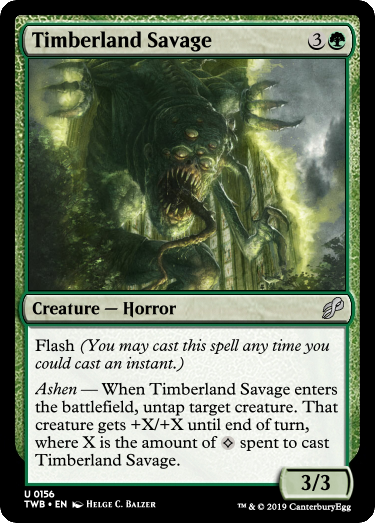 Timberland Savage 3
Creature — Horror
Flash (You may cast this spell any time you
could cast an instant.)
Ashen — When Timberland Savage enters
the battlefield, untap target creature. That
creature gets +X/+X until end of turn,
where X is the amount of spent to cast
Timberland Savage.
3/3
U 0156
TWB • EN Helge C. Balzer
™ & © 2019 CanterburyEgg